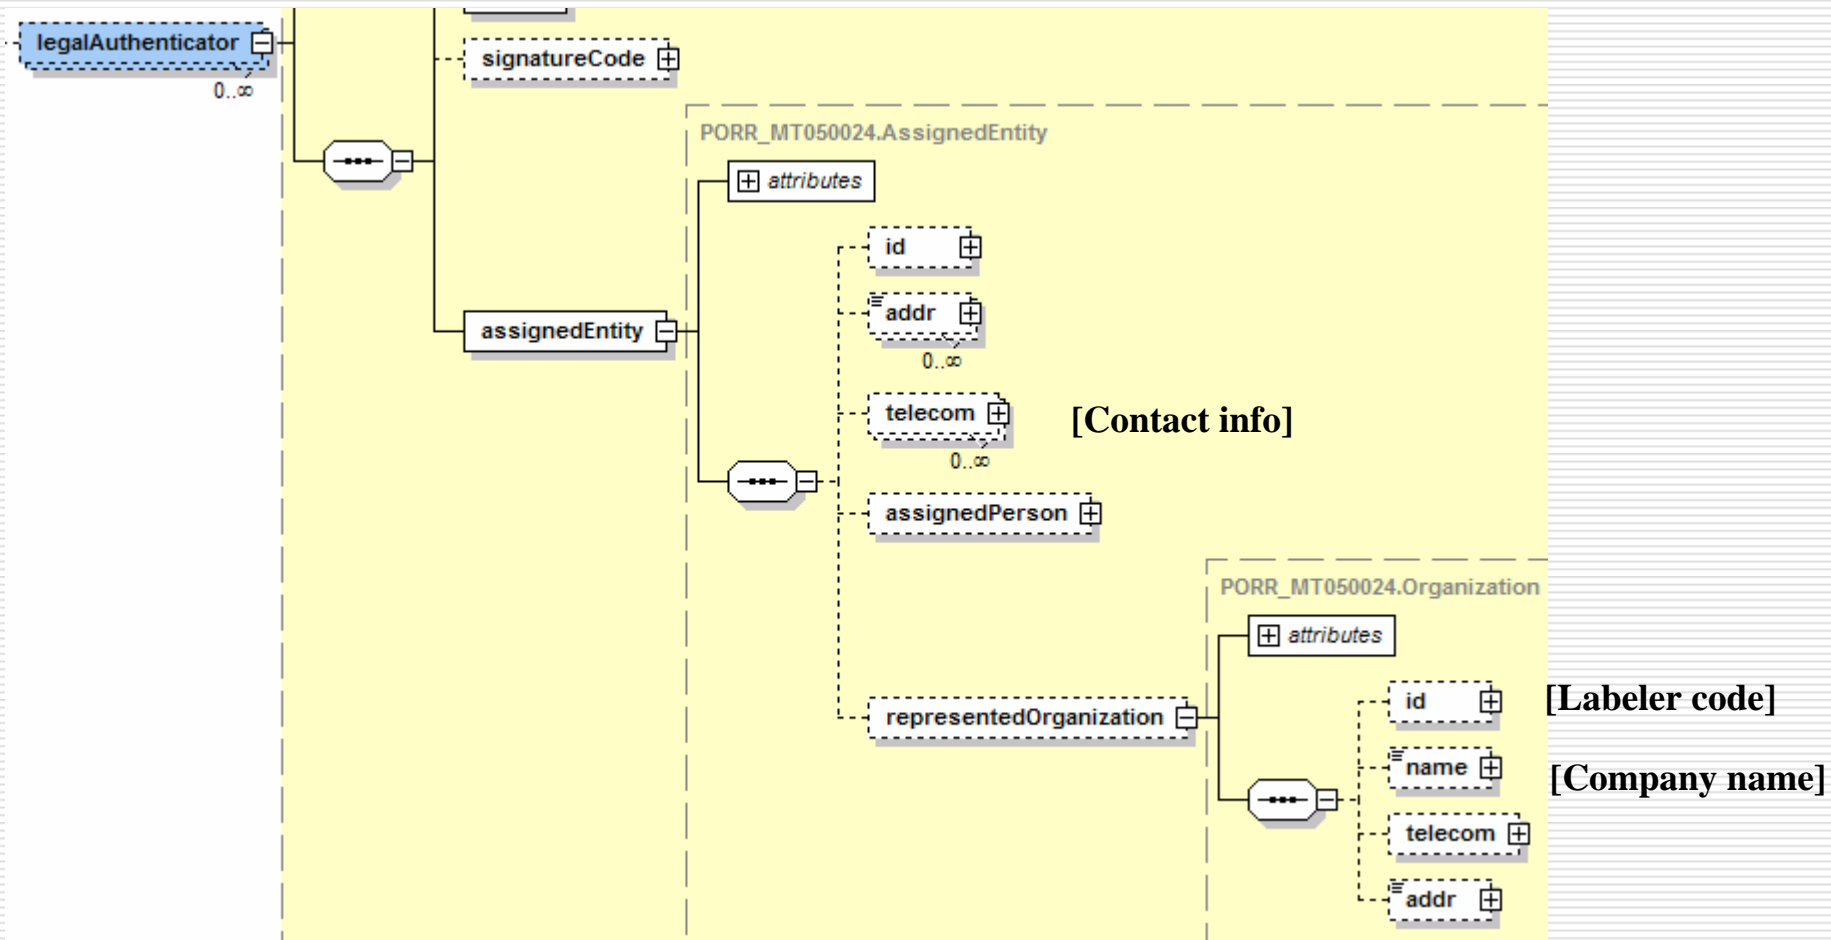 legalAuthenticator
0..∞
signatureCode
PORR_MT050024.AssignedEntity
attributes
id
addr
0..∞
assignedEntity
telecom
[Contact info]
0..∞
assignedPerson
PORR_MT050024.Organization
attributes
representedOrganization
id
[Labeler code]
name
[Company name]
telecom
addr